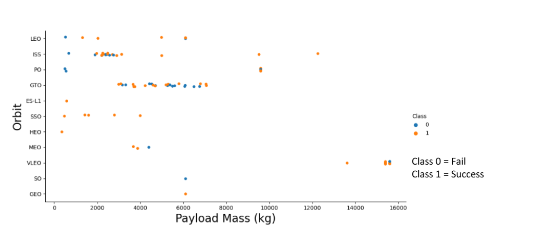 LEO
ISS
PO
GTO
ES-L1
SSO
HEO
MEO
VLEO
SO
GEO
Orbit
0 2000 4000 6000 8000 10000 12000 14000 16000
Payload Mass (kg)
Class
0
1
Class 0 = Fail
Class 1 = Success